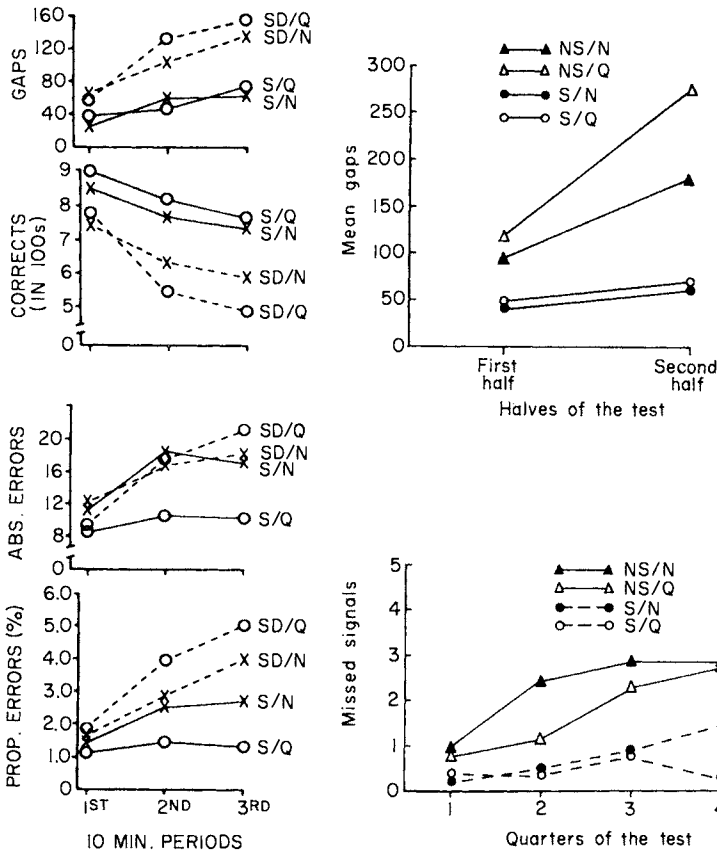 GAPS
160
120
80
40
0
SD/Q
SD/N
S/Q
S/N
CORRECTS
(IN 100s)
9
8
7
6
5
0
S/Q
S/N
SD/N
SD/Q
ABS. ERRORS
20
16
12
8
0
SD/Q
SD/N
S/N
S/Q
PROP. ERRORS (%)
6.0
5.0
4.0
3.0
2.0
1.0
0
SD/Q
SD/N
S/N
S/Q
1ST 2ND 3RD
10 MIN. PERIODS
NS/N
NS/Q
S/N
S/Q
Mean gaps
300
250
200
150
100
50
0
First half
Second half
Halves of the test
NS/N
NS/Q
S/N
S/Q
Missed signals
5
4
3
2
1
0
1 2 3 4
Quarters of the test